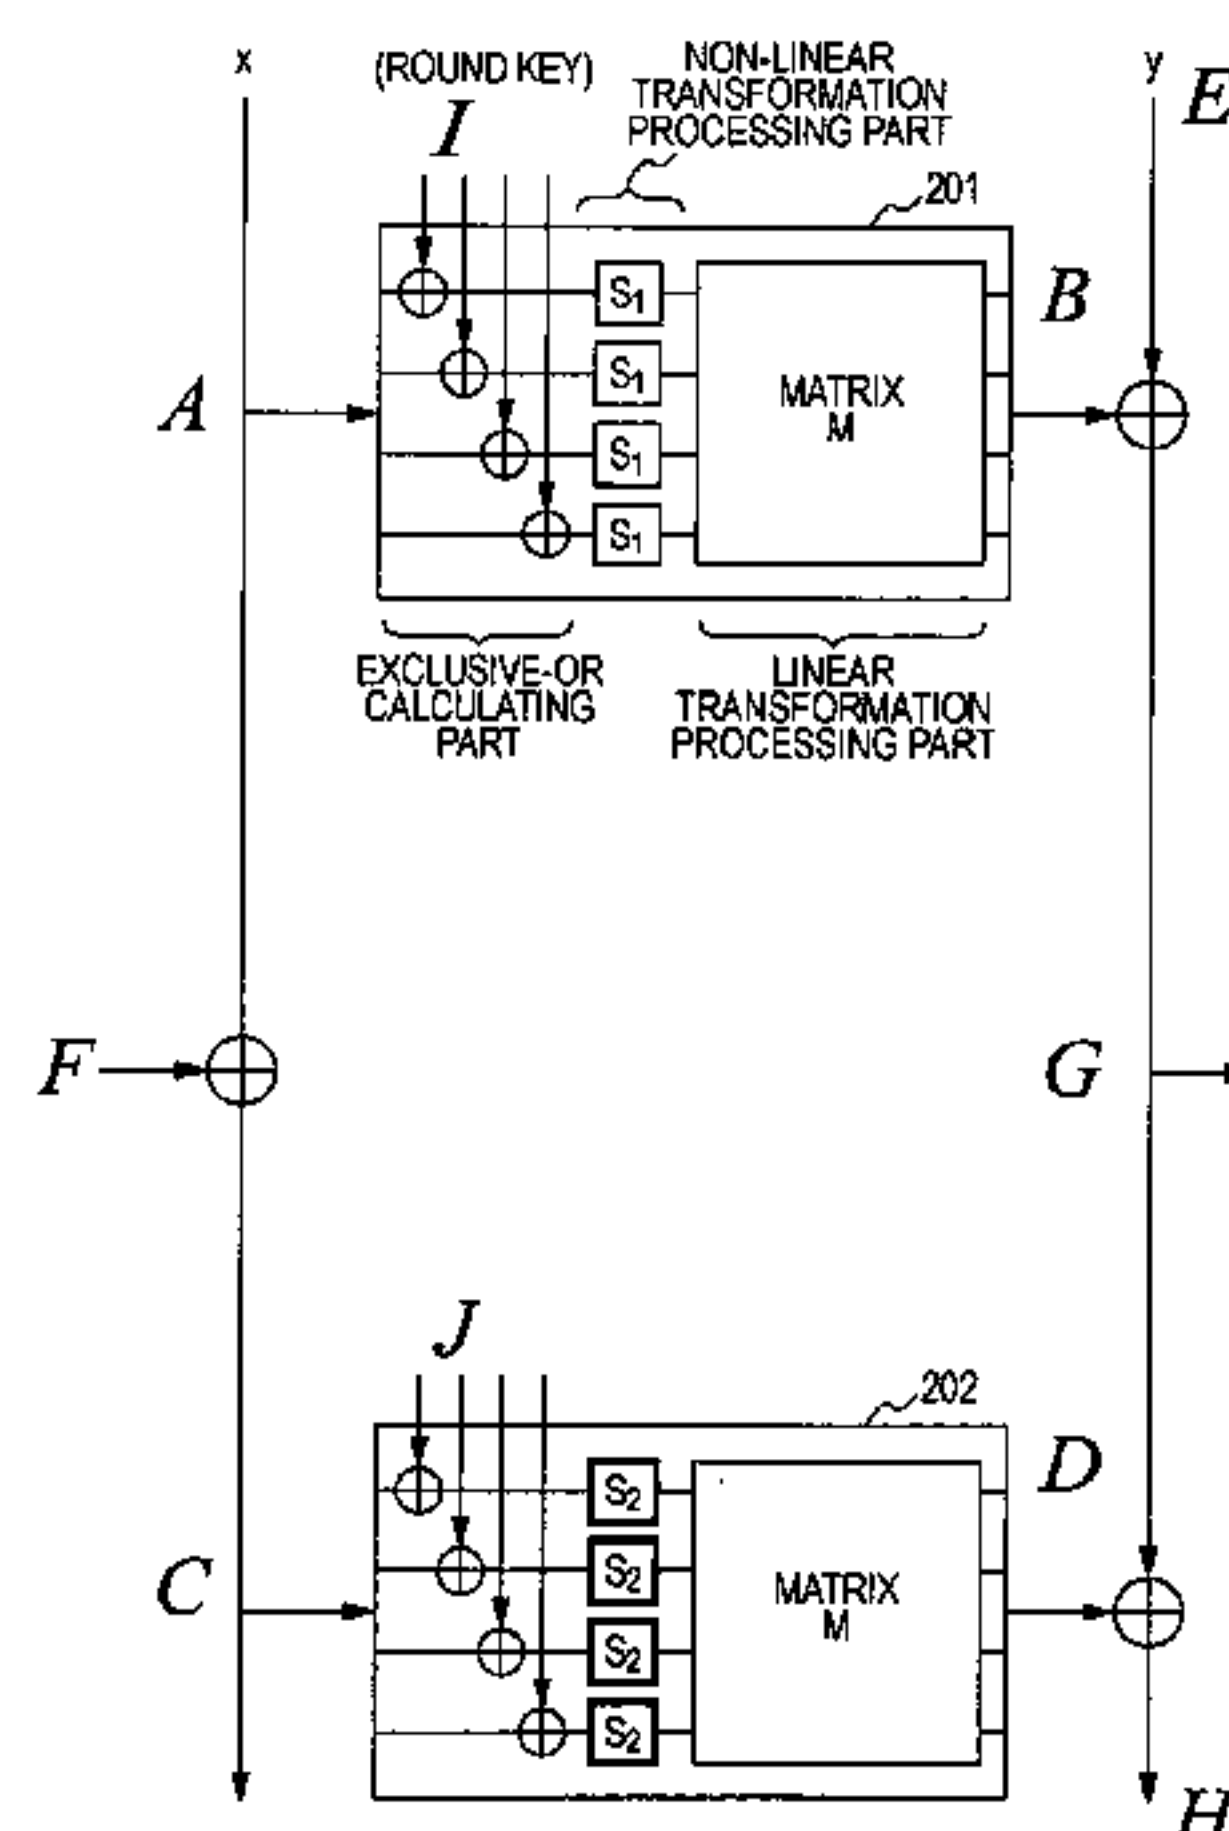 x
(ROUND KEY)
NON-LINEAR
TRANSFORMATION
PROCESSING PART
y
E
I
201
S1
B
S1
MATRIX
M
A
S1
S1
EXCLUSIVE-OR
CALCULATING
PART
LINEAR
TRANSFORMATION
PROCESSING PART
F
G
J
202
D
S2
S2
MATRIX
M
C
S2
S2
H